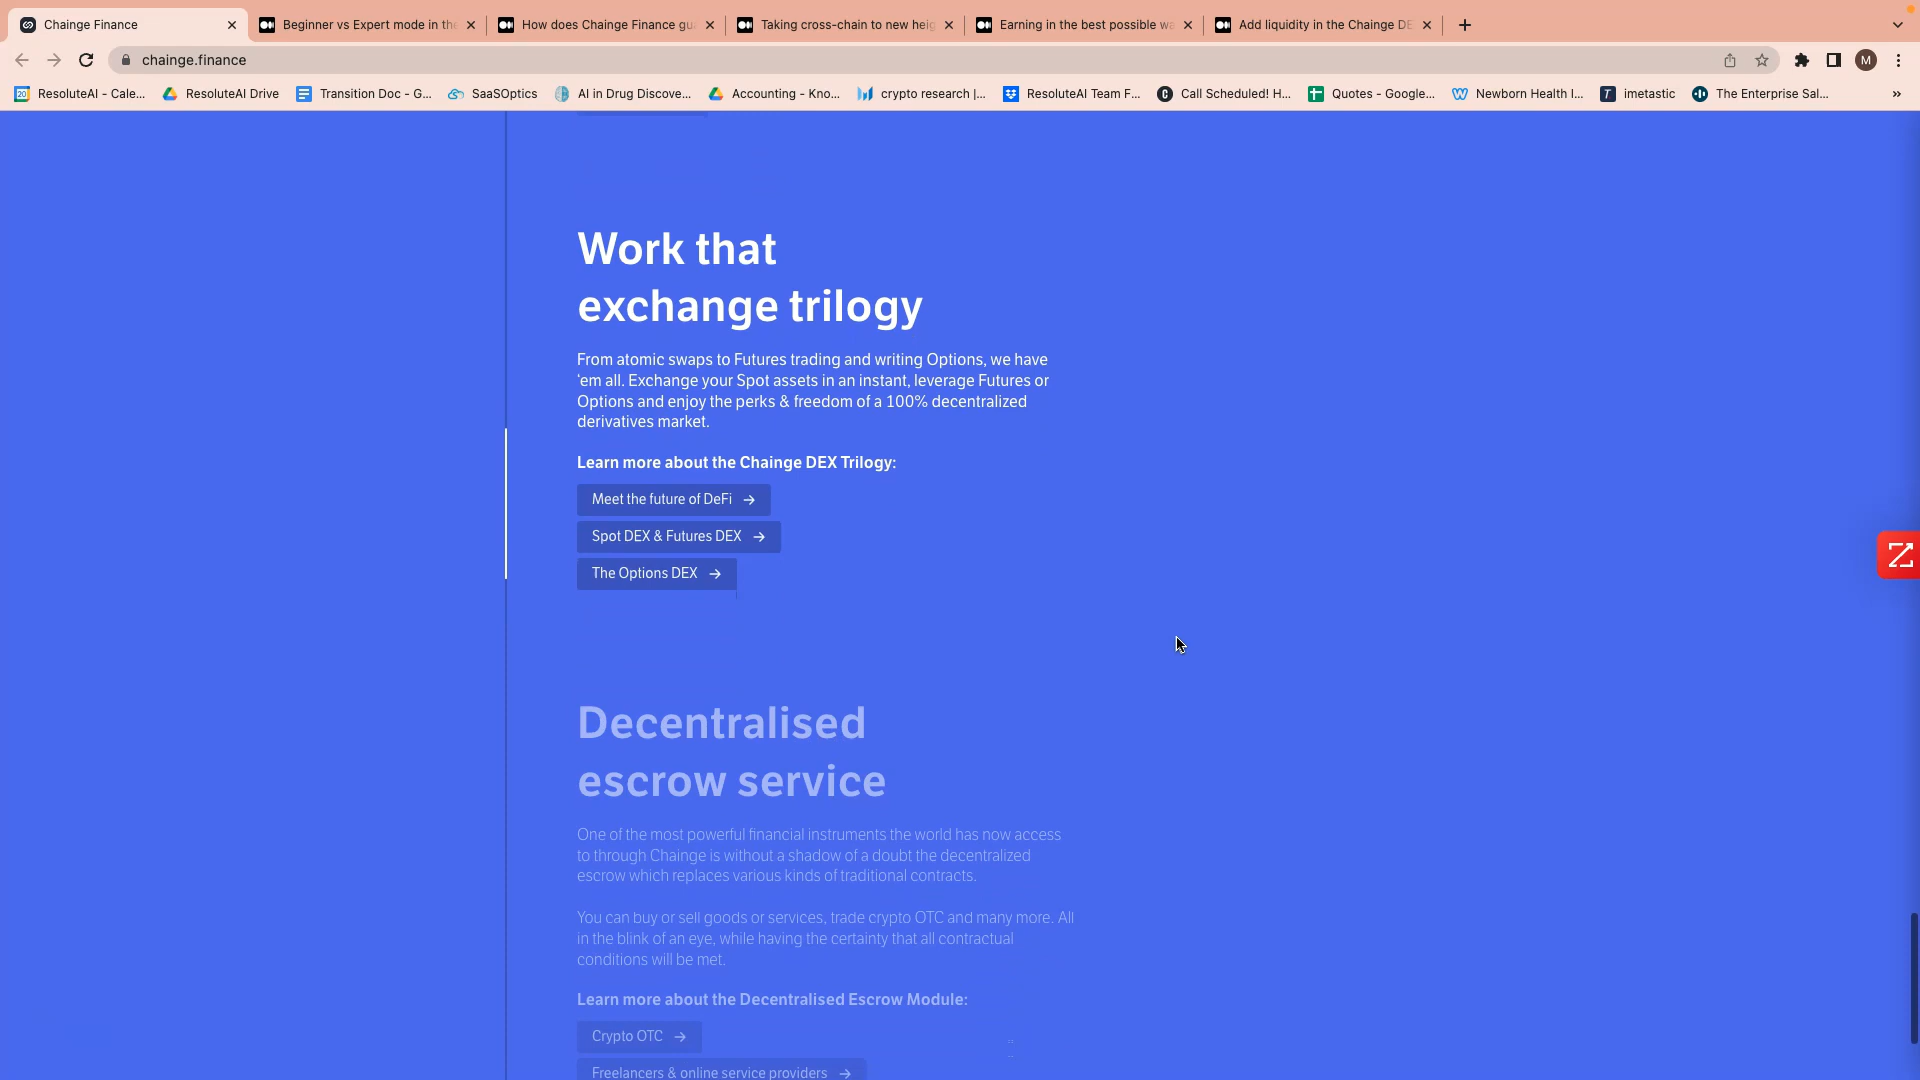 Chainge Finance
Beginner vs Expert mode in the
How does Chainge Finance gu
Taking cross-chain to new heig
Earning in the best possible wa
Add liquidity in the Chainge DE
chainge.finance
M
20 ResoluteAI - Cale...
ResoluteAI Drive
Transition Doc - G...
SaaSOptics
AI in Drug Discove...
Accounting - Kno...
crypto research |...
ResoluteAI Team F...
Call Scheduled! H...
Quotes - Google...
Newborn Health I...
imetastic
The Enterprise Sal...
Work that
exchange trilogy
From atomic swaps to Futures trading and writing Options, we have
‘em all. Exchange your Spot assets in an instant, leverage Futures or
Options and enjoy the perks & freedom of a 100% decentralized
derivatives market.
Learn more about the Chainge DEX Trilogy:
Meet the future of DeFi →
Spot DEX & Futures DEX →
The Options DEX →
Decentralised
escrow service
One of the most powerful financial instruments the world has now access
to through Chainge is without a shadow of a doubt the decentralized
escrow which replaces various kinds of traditional contracts.
You can buy or sell goods or services, trade crypto OTC and many more. All
in the blink of an eye, while having the certainty that all contractual
conditions will be met.
Learn more about the Decentralised Escrow Module:
Crypto OTC →
Freelancers & online service providers →